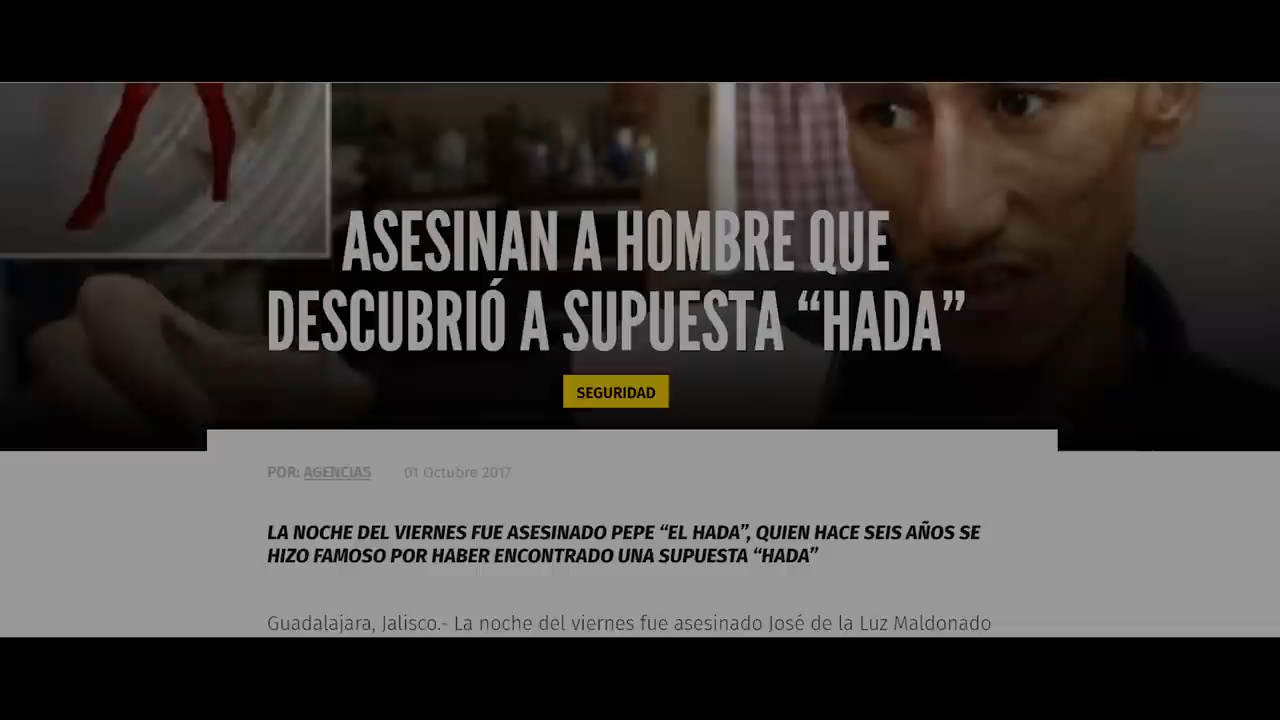 ASESINAN A HOMBRE QUE
DESCUBRIÓ A SUPUESTA “HADA”
SEGURIDAD
POR: AGENCIAS 01 Octubre 2017
LA NOCHE DEL VIERNES FUE ASESINADO PEPE “EL HADA”, QUIEN HACE SEIS AÑOS SE
HIZO FAMOSO POR HABER ENCONTRADO UNA SUPUESTA “HADA”
Guadalajara, Jalisco.- La noche del viernes fue asesinado José de la Luz Maldonado